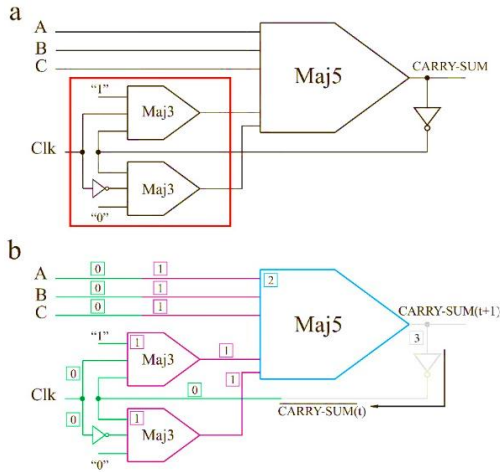 a
A
B
C
Maj5
CARRY-SUM
"1"
Maj3
Clk
Maj3
"0"
b
A 0 1
B 0 1
C 0 1
2
Maj5
CARRY-SUM(t+1)
3
"1"
1
Maj3
1
0
1
Clk
0
CARRY-SUM(t)
0
1
Maj3
"0"